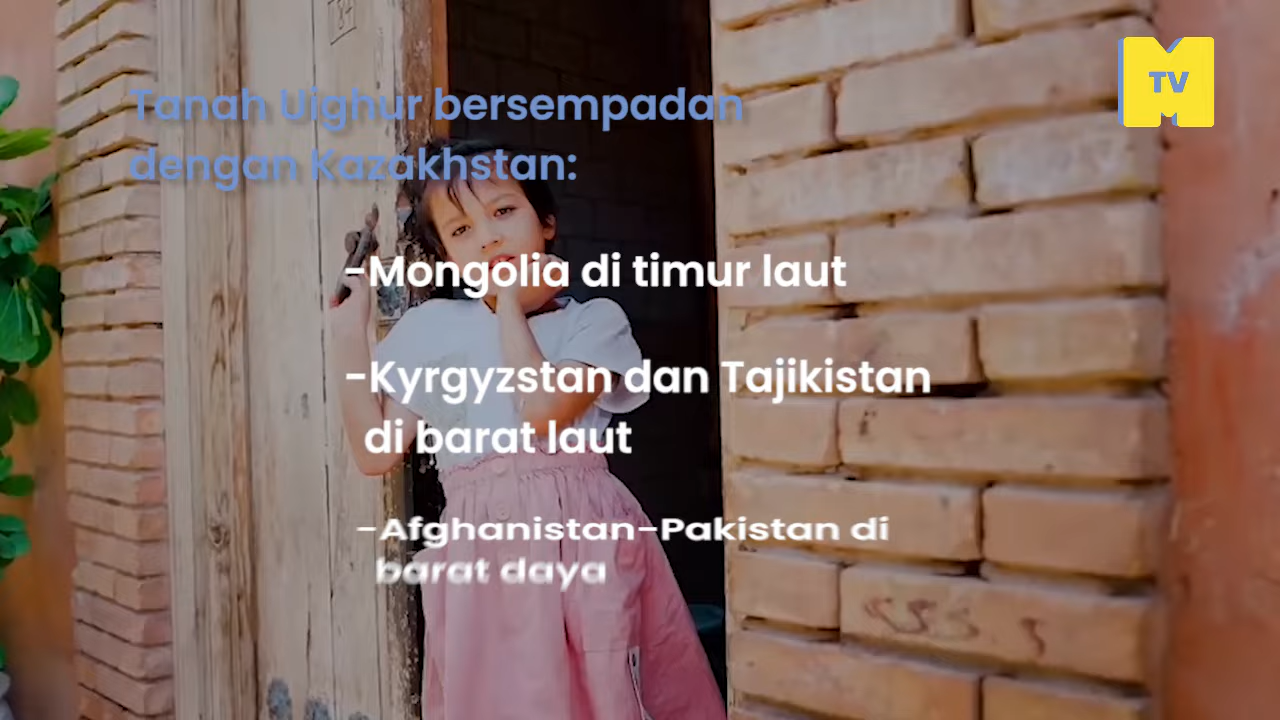 TV
Tanah Uighur bersempadan
dengan Kazakhstan:
-Mongolia di timur laut
-Kyrgyzstan dan Tajikistan
di barat laut
-Afghanistan-Pakistan di
barat daya